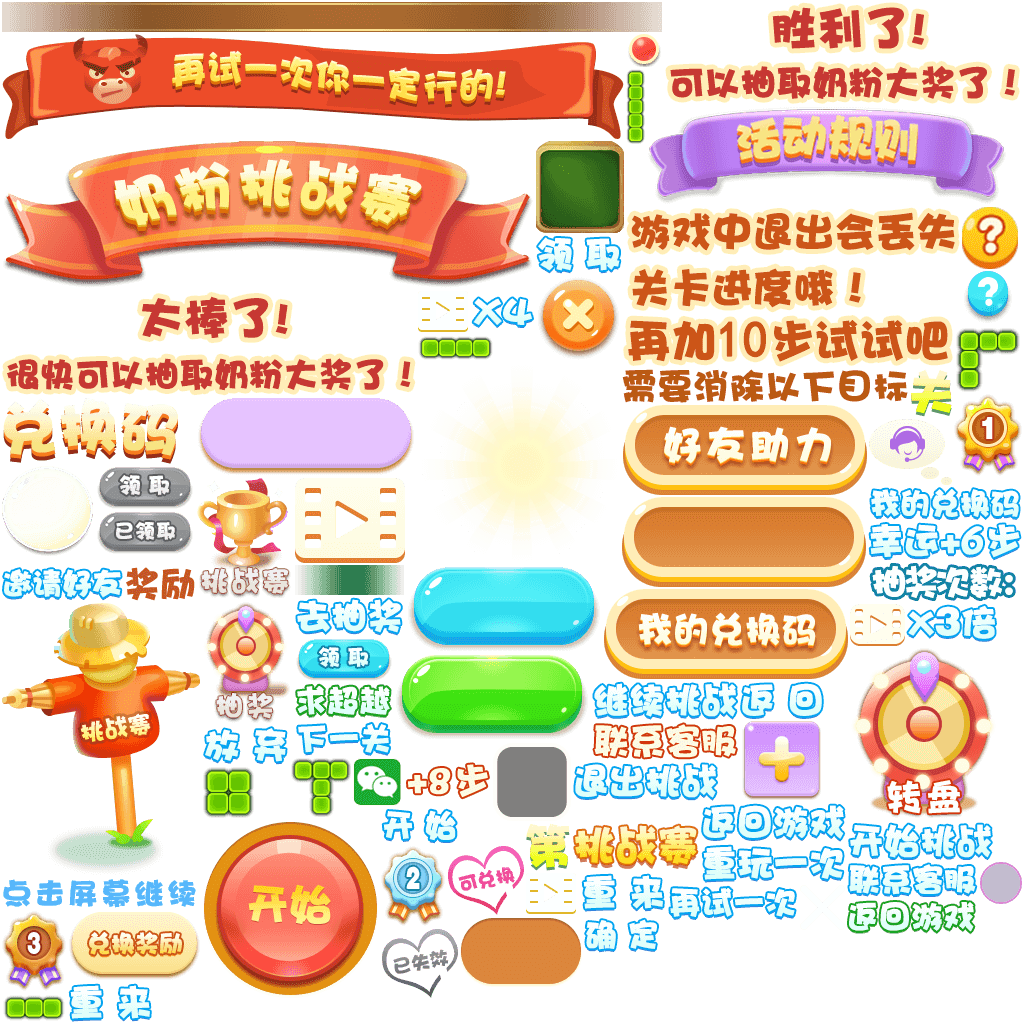 再试一次你一定行的!
胜利了!
可以抽取奶粉大奖了!
活动规则
奶粉挑战赛
领取
游戏中退出会丢失
?
关卡进度哦!
?
×4
太棒了!
再加10步试试吧
很快可以抽取奶粉大奖了!
需要消除以下目标
关
兑换码
好友助力
1
领取
已领取
我的兑换码
幸运+6步
邀请好友
奖励
挑战赛
抽奖次数:
去抽奖
我的兑换码
×3倍
领取
挑战赛
抽奖
求超越
继续挑战
返回
放弃
下一关
联系客服
+8步
退出挑战
转盘
开始
返回游戏
开始挑战
第
挑战赛
重玩一次
点击屏幕继续
开始
2
可兑换
重来
再试一次
联系客服
返回游戏
3
兑换奖励
已失效
确定
重来